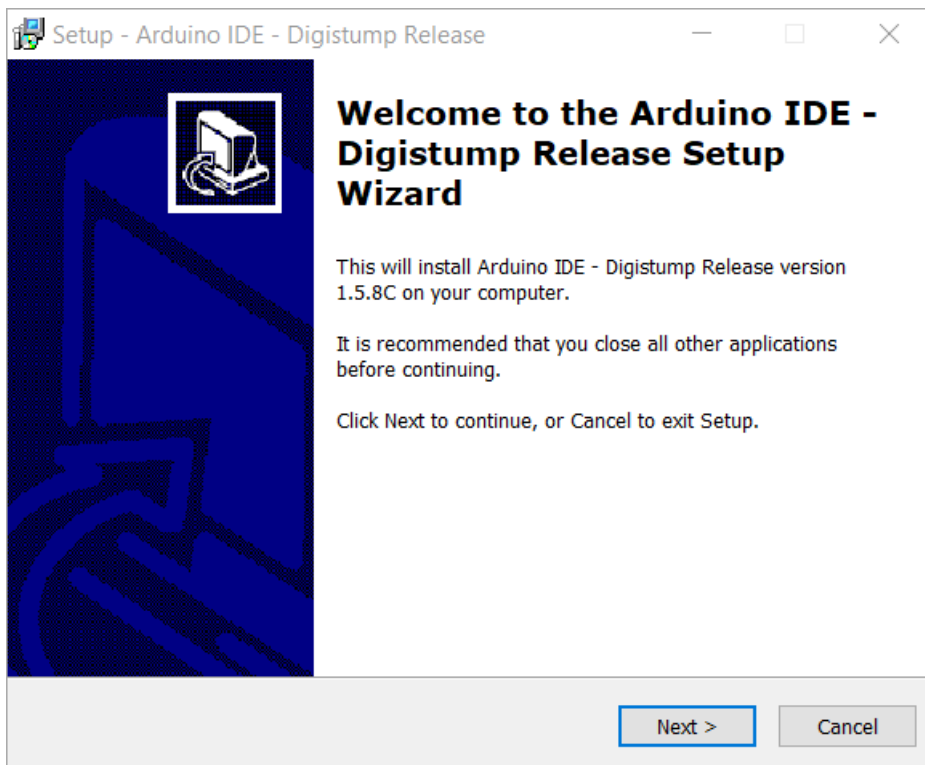 Setup - Arduino IDE - Digistump Release
Welcome to the Arduino IDE -
Digistump Release Setup
Wizard
This will install Arduino IDE - Digistump Release version
1.5.8C on your computer.
It is recommended that you close all other applications
before continuing.
Click Next to continue, or Cancel to exit Setup.
Next >
Cancel